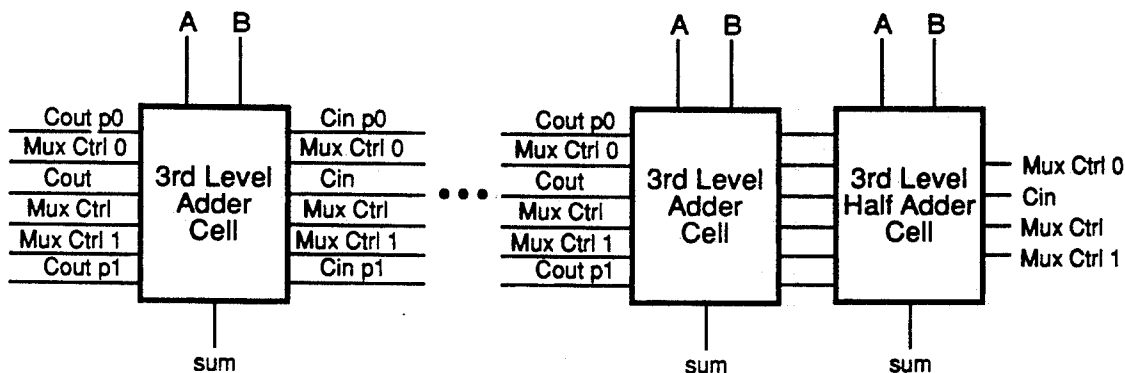 A B A B A B
Cout p0 Cin p0 Cout p0
Mux Ctrl 0 Mux Ctrl 0 Mux Ctrl 0 Mux Ctrl 0
Cout 3rd Level Cin Cout 3rd Level 3rd Level Cin
Mux Ctrl Adder Mux Ctrl Mux Ctrl Adder Half Adder Mux Ctrl
Mux Ctrl 1 Cell Mux Ctrl 1 Mux Ctrl 1 Cell Cell Mux Ctrl 1
Cout p1 Cin p1 Cout p1
sum sum sum